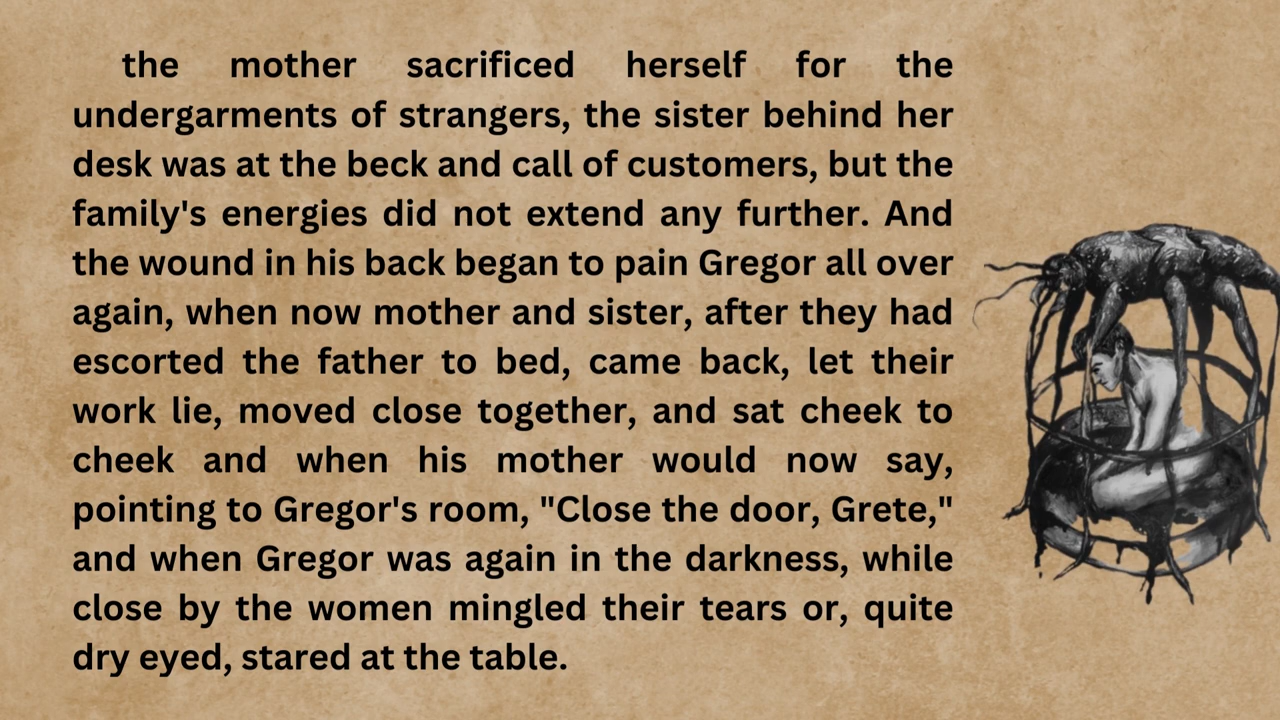 the mother sacrificed herself for the
undergarments of strangers, the sister behind her
desk was at the beck and call of customers, but the
family's energies did not extend any further. And
the wound in his back began to pain Gregor all over
again, when now mother and sister, after they had
escorted the father to bed, came back, let their
work lie, moved close together, and sat cheek to
cheek and when his mother would now say,
pointing to Gregor's room, "Close the door, Grete,"
and when Gregor was again in the darkness, while
close by the women mingled their tears or, quite
dry eyed, stared at the table.